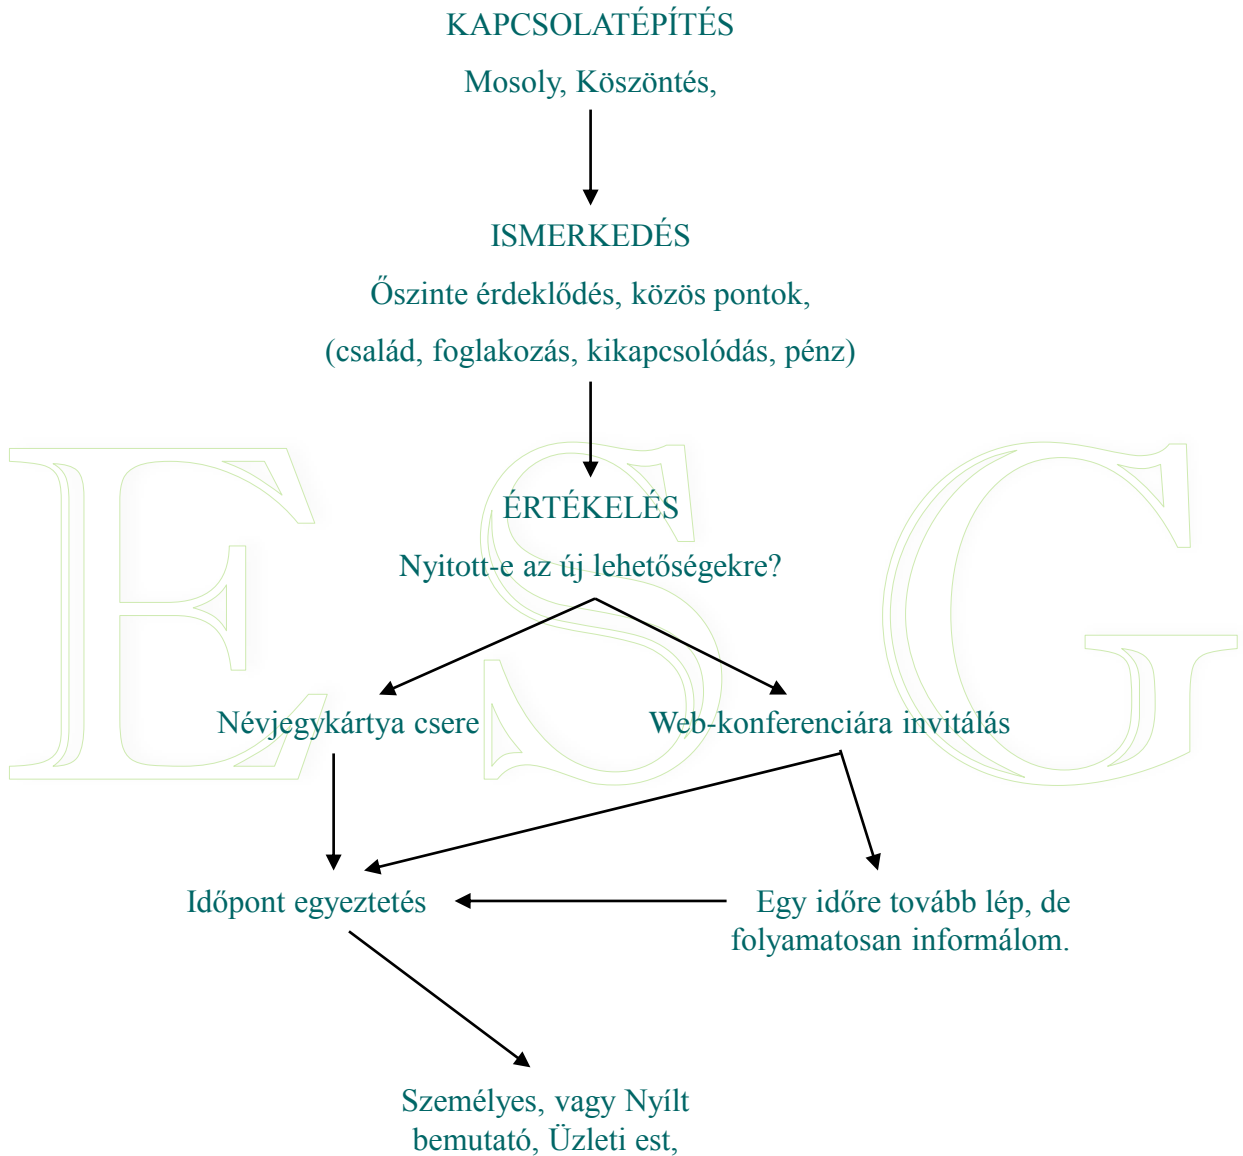 KAPCSOLATÉPÍTÉS
Mosoly, Köszöntés,
ISMERKEDÉS
Őszinte érdeklődés, közös pontok,
(család, foglakozás, kikapcsolódás, pénz)
E S G
ÉRTÉKELÉS
Nyitott-e az új lehetőségekre?
Névjegykártya csere
Web-konferenciára invitálás
Időpont egyeztetés
Egy időre tovább lép, de
folyamatosan informálom.
Személyes, vagy Nyílt
bemutató, Üzleti est,